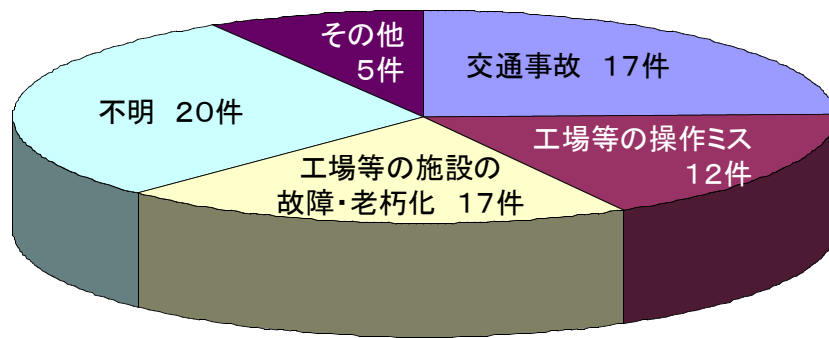 その他
5件
交通事故　17件
不明　20件
工場等の操作ミス
12件
工場等の施設の
故障・老朽化　17件